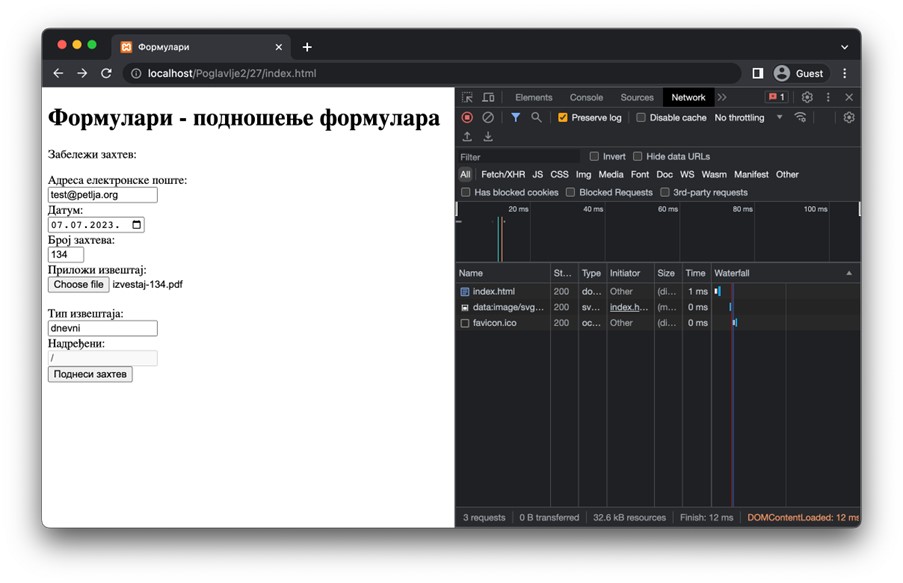 Формулари
localhost/Poglavlje2/27/index.html
Guest
Формулари - подношење формулара
Забележи захтев:
Адреса електронске поште:
test@petlja.org
Датум:
07.07.2023.
Број захтева:
134
Приложи извештај:
Choose file izvestaj-134.pdf
Тип извештаја:
dnevni
Надређени:
/
Поднеси захтев
Elements Console Sources Network 1
Preserve log Disable cache No throttling
Filter Invert Hide data URLs
All Fetch/XHR JS CSS Img Media Font Doc WS Wasm Manifest Other
Has blocked cookies Blocked Requests 3rd-party requests
20 ms 40 ms 60 ms 80 ms 100 ms
Name St... Type Initiator Size Time Waterfall
index.html 200 do... Other (di... 1 ms
data:image/svg... 200 sv... index.h... (m... 0 ms
favicon.ico 200 oc... Other (di... 0 ms
3 requests 0 B transferred 32.6 kB resources Finish: 12 ms DOMContentLoaded: 12 ms